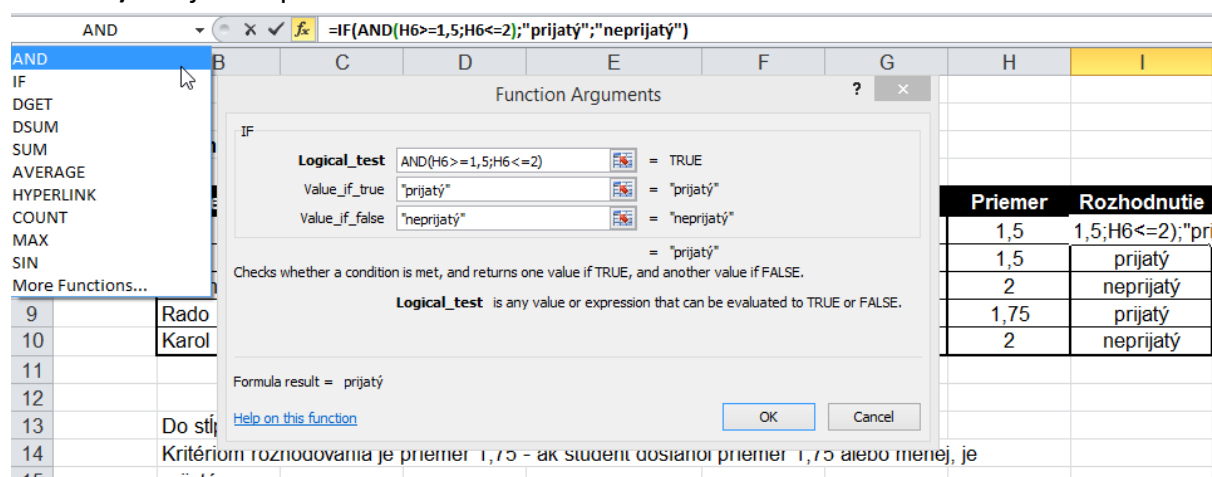 AND =IF(AND(H6>=1,5;H6<=2);"prijatý";"neprijatý")
AND B C D E F G H I
IF
DGET
DSUM
SUM
AVERAGE
HYPERLINK
COUNT
MAX
SIN
More Functions...
Function Arguments ? ×
IF
Logical_test AND(H6>=1,5;H6<=2) = TRUE
Value_if_true "prijatý" = "prijatý"
Value_if_false "neprijatý" = "neprijatý"
= "prijatý"
Checks whether a condition is met, and returns one value if TRUE, and another value if FALSE.
Logical_test is any value or expression that can be evaluated to TRUE or FALSE.
Formula result = prijatý
Help on this function OK Cancel
Priemer Rozhodnutie
1,5 1,5;H6<=2);"pri
1,5 prijatý
2 neprijatý
9 Rado 1,75 prijatý
10 Karol 2 neprijatý
11
12
13 Do stĺp
14 Kritériom rozhodovania je priemer 1,75 - ak študent dosiahol priemer 1,75 alebo menej, je